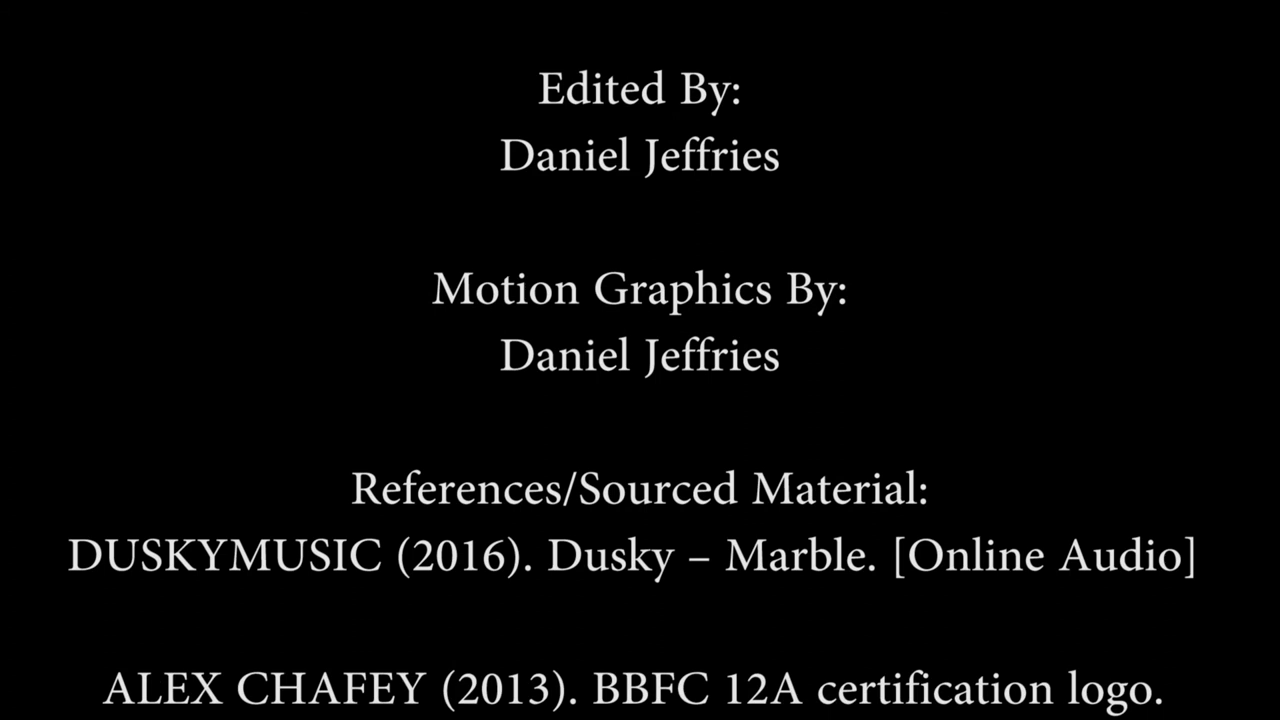 Edited By:
Daniel Jeffries
Motion Graphics By:
Daniel Jeffries
References/Sourced Material:
DUSKYMUSIC (2016). Dusky – Marble. [Online Audio]
ALEX CHAFEY (2013). BBFC 12A certification logo.